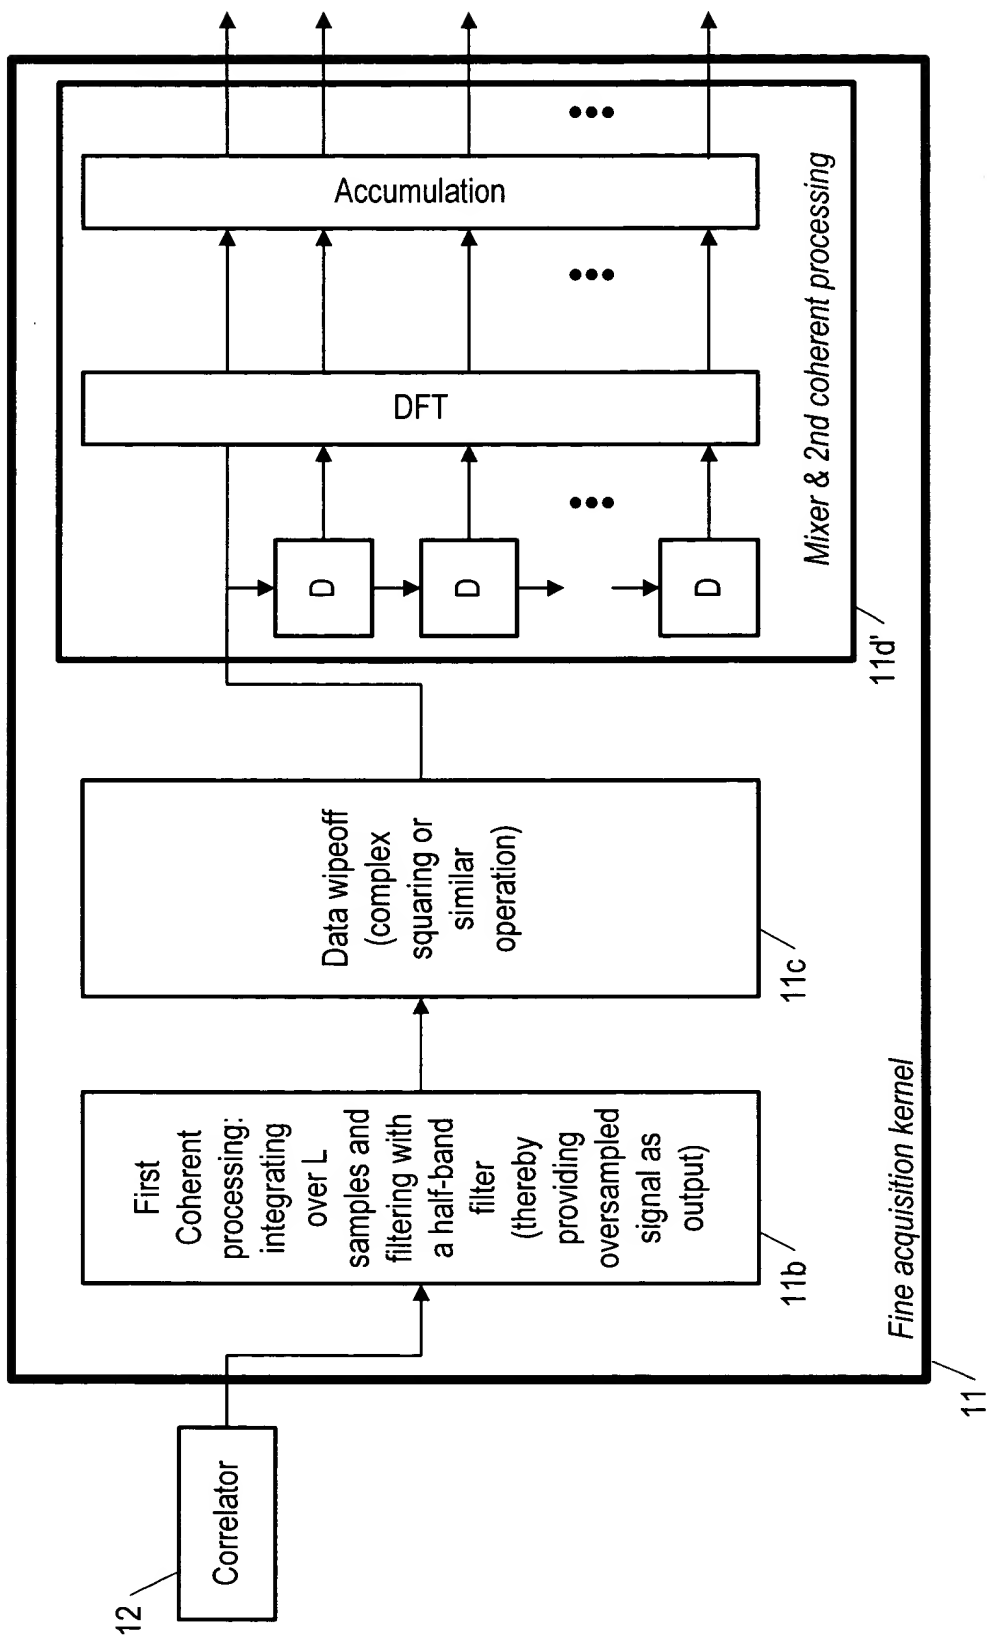 12
Correlator
11
Fine acquisition kernel
First
Coherent
processing:
integrating
over L
samples and
filtering with
a half-band
filter
(thereby
providing
oversampled
signal as
output)
11b
Data wipeoff
(complex
squaring or
similar
operation)
11c
D
D
•••
D
DFT
•••
Accumulation
•••
Mixer & 2nd coherent processing
11d'